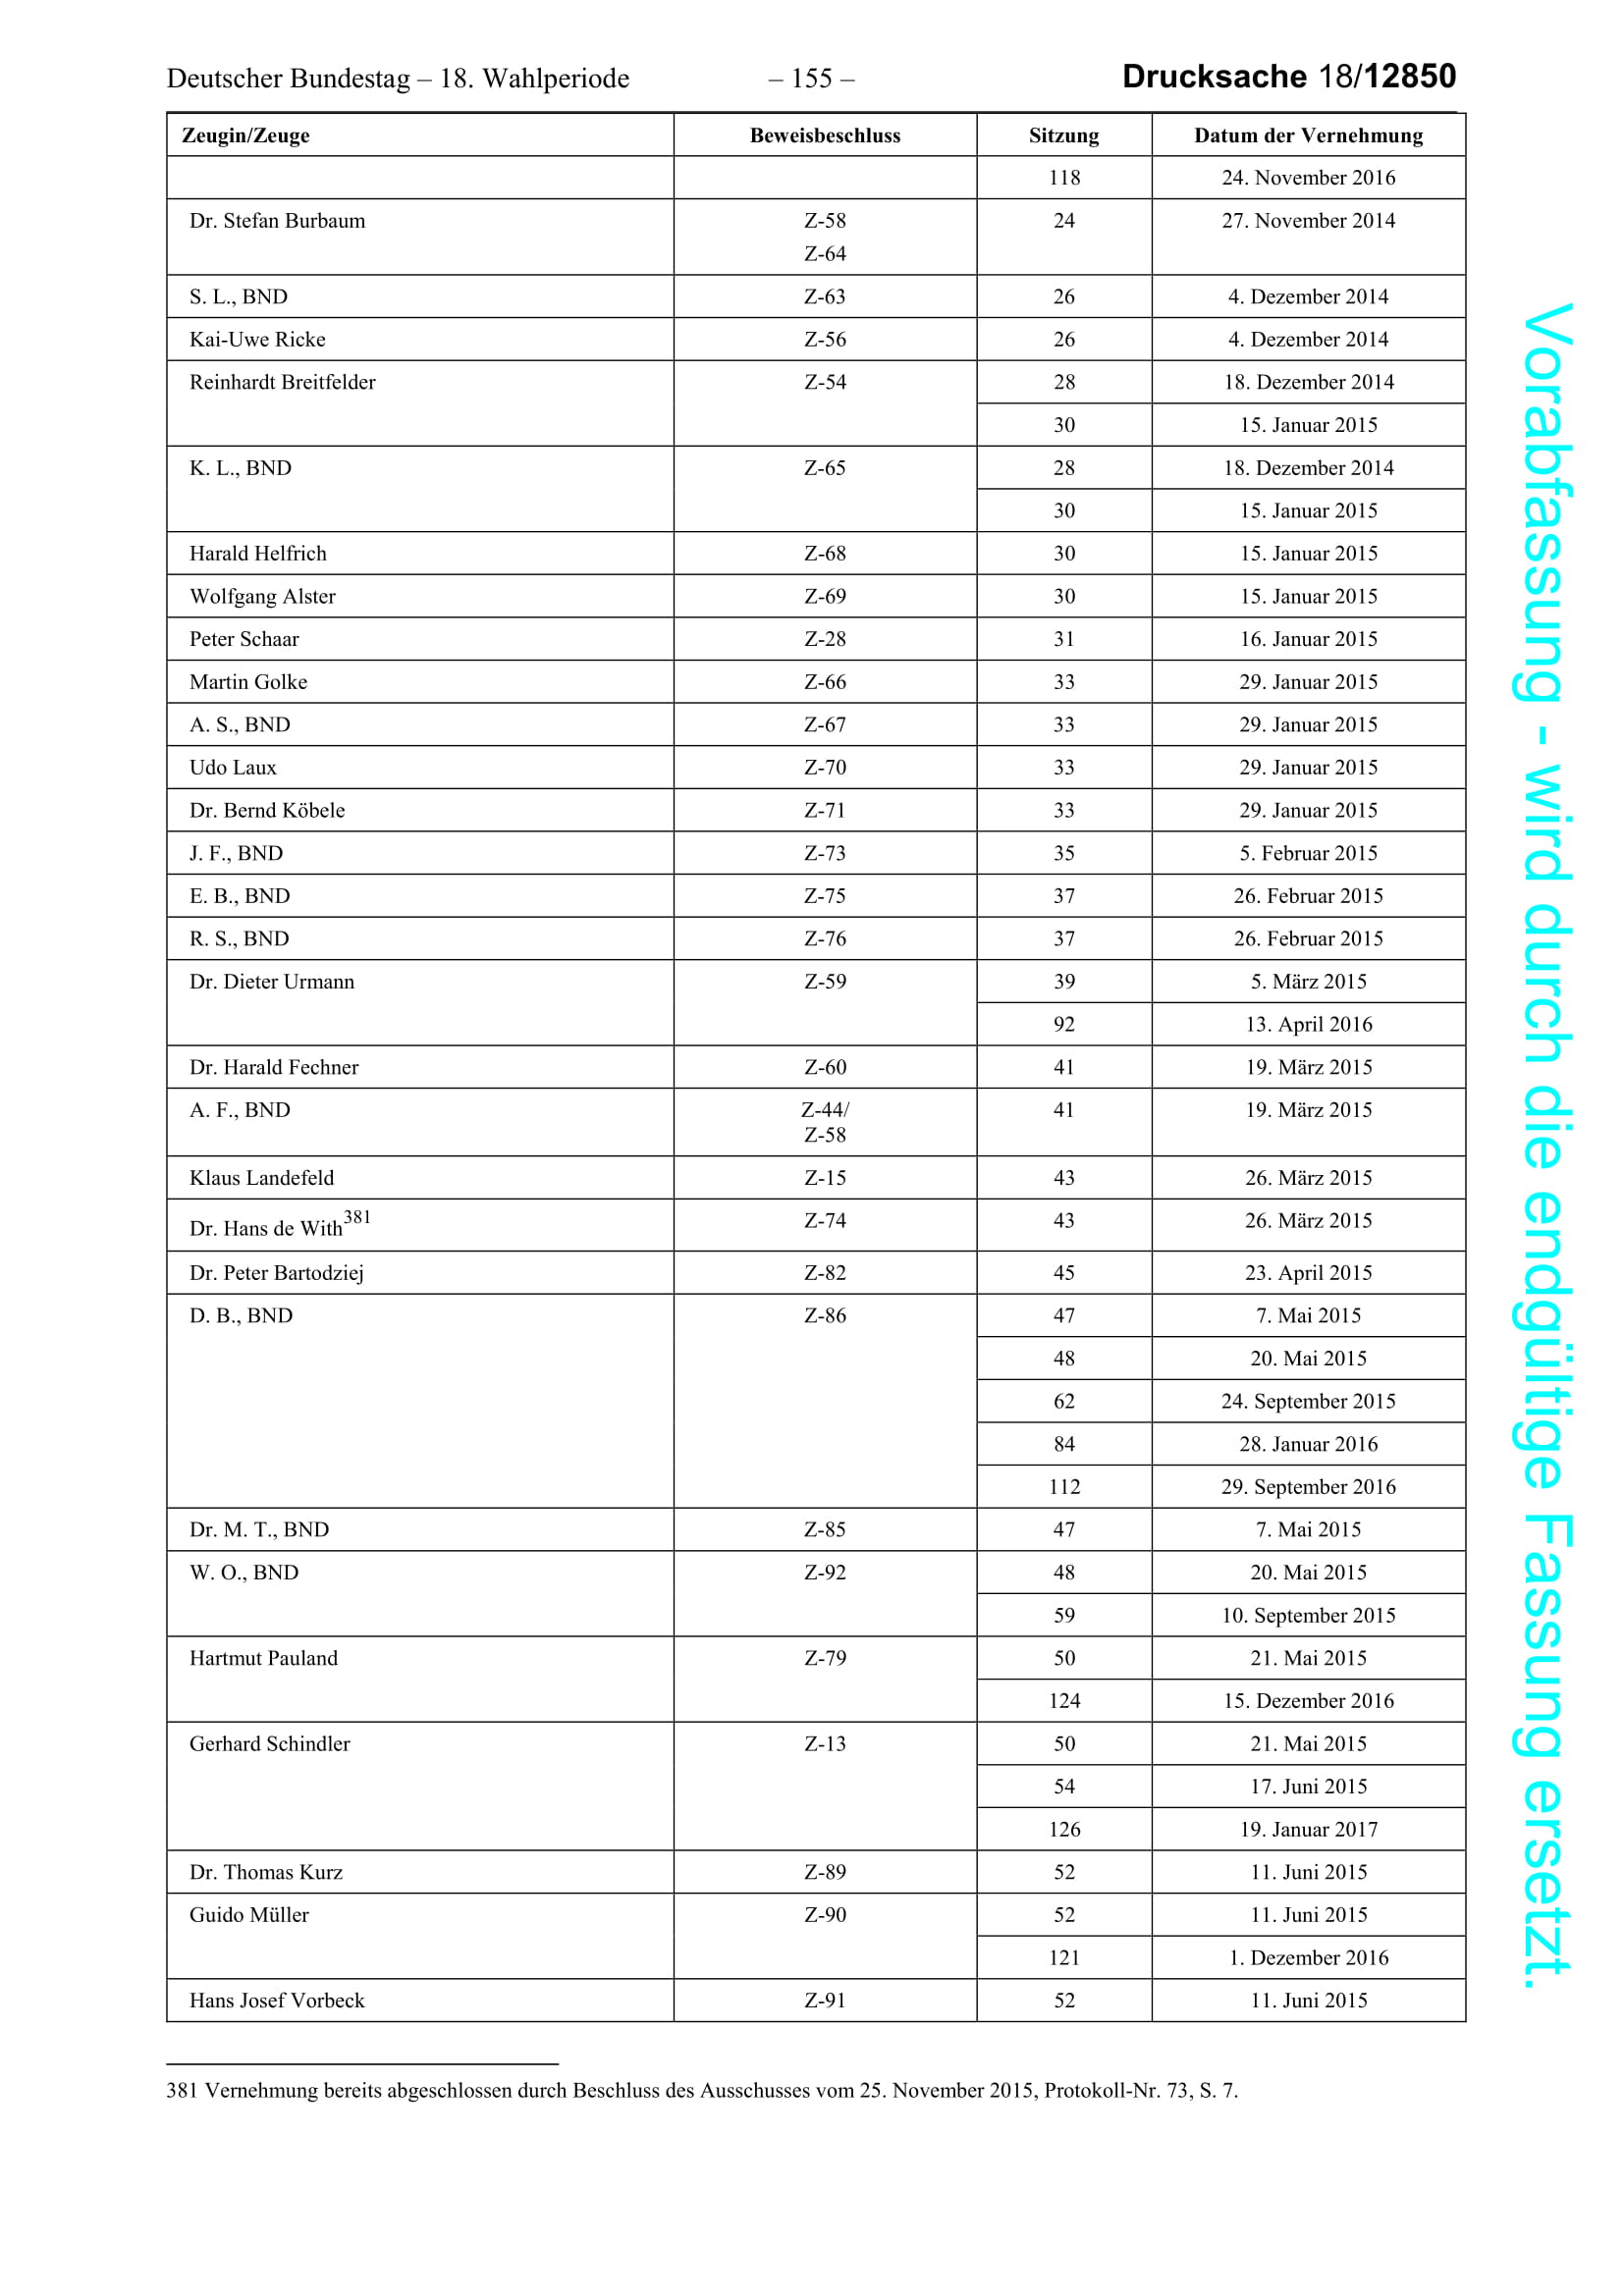 Deutscher Bundestag – 18. Wahlperiode – 155 – Drucksache 18/12850
Zeugin/Zeuge Beweisbeschluss Sitzung Datum der Vernehmung
118 24. November 2016
Dr. Stefan Burbaum Z-58 24 27. November 2014
Z-64
S. L., BND Z-63 26 4. Dezember 2014
Kai-Uwe Ricke Z-56 26 4. Dezember 2014
Reinhardt Breitfelder Z-54 28 18. Dezember 2014
30 15. Januar 2015
K. L., BND Z-65 28 18. Dezember 2014
30 15. Januar 2015
Harald Helfrich Z-68 30 15. Januar 2015
Wolfgang Alster Z-69 30 15. Januar 2015
Peter Schaar Z-28 31 16. Januar 2015
Martin Golke Z-66 33 29. Januar 2015
A. S., BND Z-67 33 29. Januar 2015
Udo Laux Z-70 33 29. Januar 2015
Dr. Bernd Köbele Z-71 33 29. Januar 2015
J. F., BND Z-73 35 5. Februar 2015
E. B., BND Z-75 37 26. Februar 2015
R. S., BND Z-76 37 26. Februar 2015
Dr. Dieter Urmann Z-59 39 5. März 2015
92 13. April 2016
Dr. Harald Fechner Z-60 41 19. März 2015
A. F., BND Z-44/ 41 19. März 2015
Z-58
Klaus Landefeld Z-15 43 26. März 2015
Dr. Hans de With381 Z-74 43 26. März 2015
Dr. Peter Bartodziej Z-82 45 23. April 2015
D. B., BND Z-86 47 7. Mai 2015
48 20. Mai 2015
62 24. September 2015
84 28. Januar 2016
112 29. September 2016
Dr. M. T., BND Z-85 47 7. Mai 2015
W. O., BND Z-92 48 20. Mai 2015
59 10. September 2015
Hartmut Pauland Z-79 50 21. Mai 2015
124 15. Dezember 2016
Gerhard Schindler Z-13 50 21. Mai 2015
54 17. Juni 2015
126 19. Januar 2017
Dr. Thomas Kurz Z-89 52 11. Juni 2015
Guido Müller Z-90 52 11. Juni 2015
121 1. Dezember 2016
Hans Josef Vorbeck Z-91 52 11. Juni 2015
381 Vernehmung bereits abgeschlossen durch Beschluss des Ausschusses vom 25. November 2015, Protokoll-Nr. 73, S. 7.
Vorabfassung - wird durch die endgültige Fassung ersetzt.